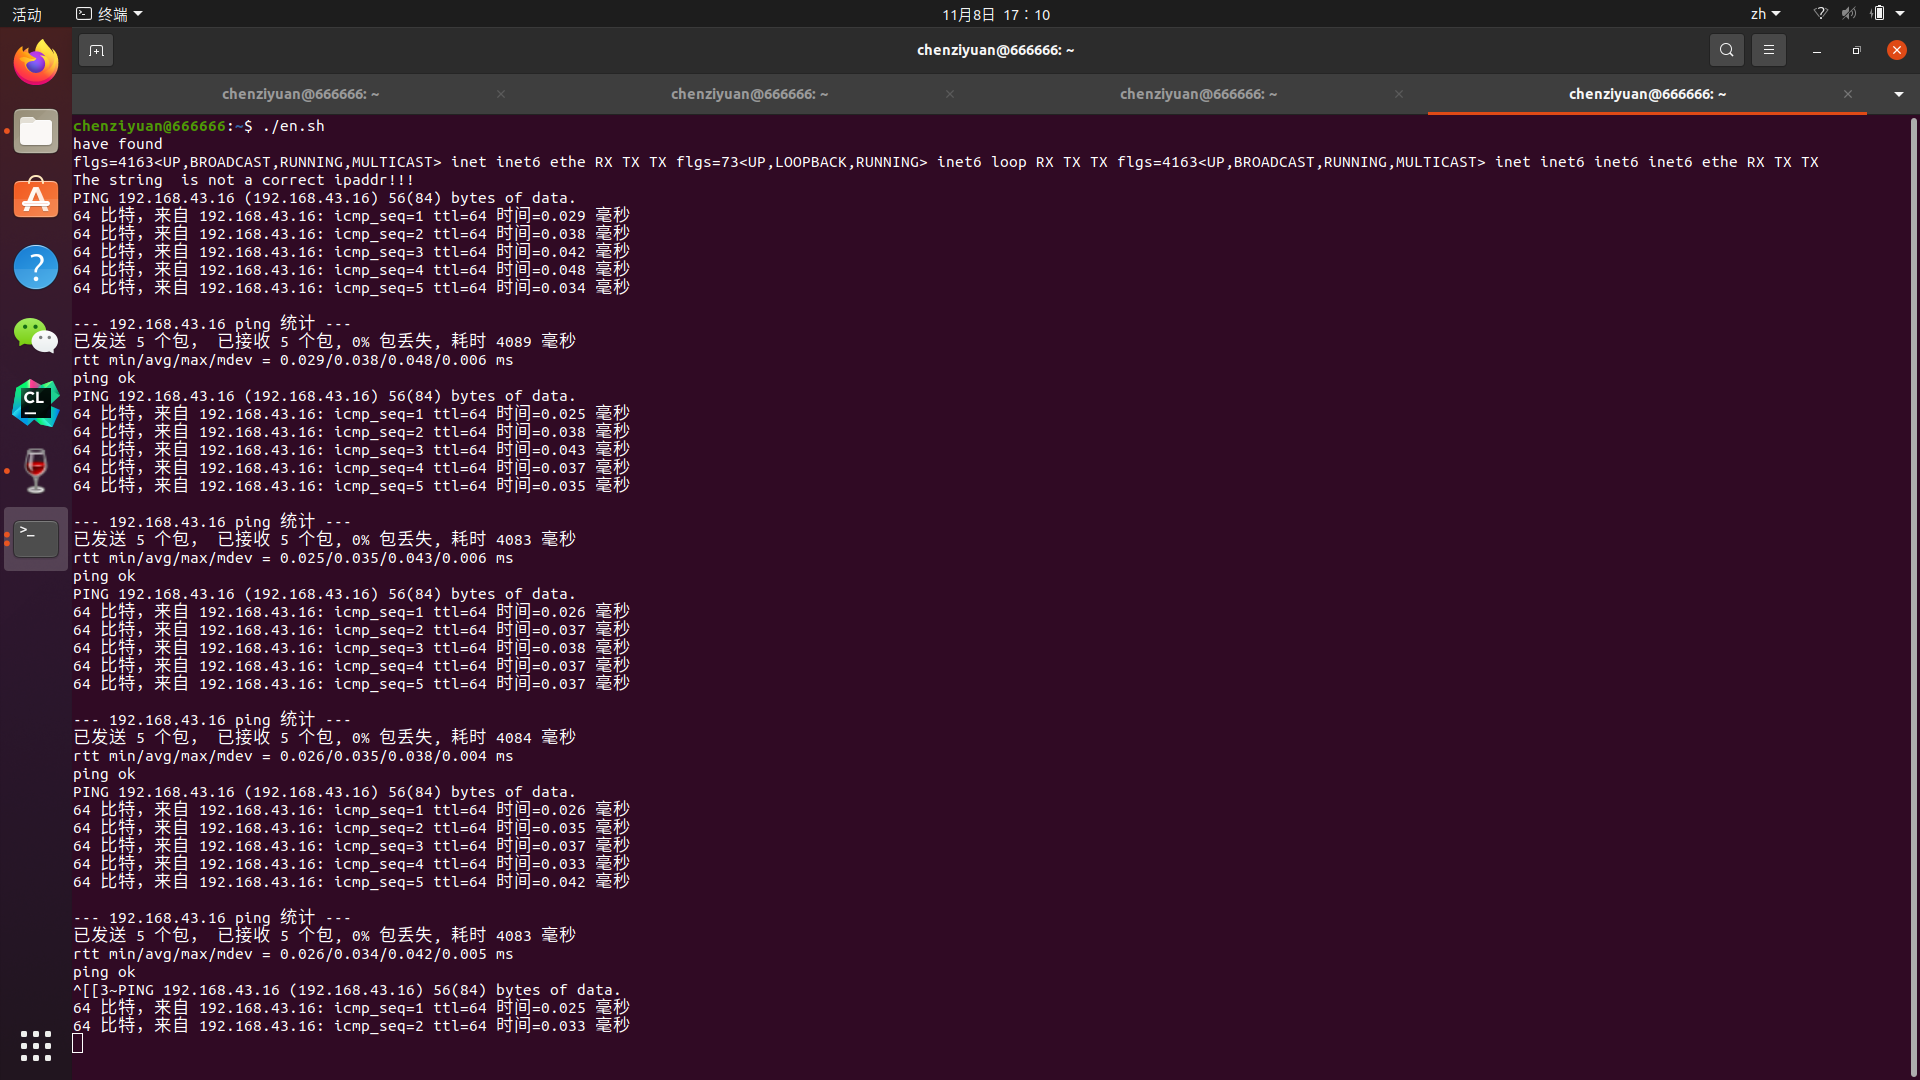 活动
终端
11月8日 17：10
zh
chenziyuan@666666: ~
chenziyuan@666666: ~
chenziyuan@666666: ~
chenziyuan@666666: ~
chenziyuan@666666: ~
chenziyuan@666666:~$ ./en.sh
have found
flgs=4163<UP,BROADCAST,RUNNING,MULTICAST> inet inet6 ethe RX TX TX flgs=73<UP,LOOPBACK,RUNNING> inet6 loop RX TX TX flgs=4163<UP,BROADCAST,RUNNING,MULTICAST> inet inet6 inet6 inet6 ethe RX TX TX
The string  is not a correct ipaddr!!!
PING 192.168.43.16 (192.168.43.16) 56(84) bytes of data.
64 比特，来自 192.168.43.16: icmp_seq=1 ttl=64 时间=0.029 毫秒
64 比特，来自 192.168.43.16: icmp_seq=2 ttl=64 时间=0.038 毫秒
64 比特，来自 192.168.43.16: icmp_seq=3 ttl=64 时间=0.042 毫秒
64 比特，来自 192.168.43.16: icmp_seq=4 ttl=64 时间=0.048 毫秒
64 比特，来自 192.168.43.16: icmp_seq=5 ttl=64 时间=0.034 毫秒
--- 192.168.43.16 ping 统计 ---
已发送 5 个包， 已接收 5 个包, 0% 包丢失, 耗时 4089 毫秒
rtt min/avg/max/mdev = 0.029/0.038/0.048/0.006 ms
ping ok
PING 192.168.43.16 (192.168.43.16) 56(84) bytes of data.
64 比特，来自 192.168.43.16: icmp_seq=1 ttl=64 时间=0.025 毫秒
64 比特，来自 192.168.43.16: icmp_seq=2 ttl=64 时间=0.038 毫秒
64 比特，来自 192.168.43.16: icmp_seq=3 ttl=64 时间=0.043 毫秒
64 比特，来自 192.168.43.16: icmp_seq=4 ttl=64 时间=0.037 毫秒
64 比特，来自 192.168.43.16: icmp_seq=5 ttl=64 时间=0.035 毫秒
--- 192.168.43.16 ping 统计 ---
已发送 5 个包， 已接收 5 个包, 0% 包丢失, 耗时 4083 毫秒
rtt min/avg/max/mdev = 0.025/0.035/0.043/0.006 ms
ping ok
PING 192.168.43.16 (192.168.43.16) 56(84) bytes of data.
64 比特，来自 192.168.43.16: icmp_seq=1 ttl=64 时间=0.026 毫秒
64 比特，来自 192.168.43.16: icmp_seq=2 ttl=64 时间=0.037 毫秒
64 比特，来自 192.168.43.16: icmp_seq=3 ttl=64 时间=0.038 毫秒
64 比特，来自 192.168.43.16: icmp_seq=4 ttl=64 时间=0.037 毫秒
64 比特，来自 192.168.43.16: icmp_seq=5 ttl=64 时间=0.037 毫秒
--- 192.168.43.16 ping 统计 ---
已发送 5 个包， 已接收 5 个包, 0% 包丢失, 耗时 4084 毫秒
rtt min/avg/max/mdev = 0.026/0.035/0.038/0.004 ms
ping ok
PING 192.168.43.16 (192.168.43.16) 56(84) bytes of data.
64 比特，来自 192.168.43.16: icmp_seq=1 ttl=64 时间=0.026 毫秒
64 比特，来自 192.168.43.16: icmp_seq=2 ttl=64 时间=0.035 毫秒
64 比特，来自 192.168.43.16: icmp_seq=3 ttl=64 时间=0.037 毫秒
64 比特，来自 192.168.43.16: icmp_seq=4 ttl=64 时间=0.033 毫秒
64 比特，来自 192.168.43.16: icmp_seq=5 ttl=64 时间=0.042 毫秒
--- 192.168.43.16 ping 统计 ---
已发送 5 个包， 已接收 5 个包, 0% 包丢失, 耗时 4083 毫秒
rtt min/avg/max/mdev = 0.026/0.034/0.042/0.005 ms
ping ok
^[[3~PING 192.168.43.16 (192.168.43.16) 56(84) bytes of data.
64 比特，来自 192.168.43.16: icmp_seq=1 ttl=64 时间=0.025 毫秒
64 比特，来自 192.168.43.16: icmp_seq=2 ttl=64 时间=0.033 毫秒
CL
>_